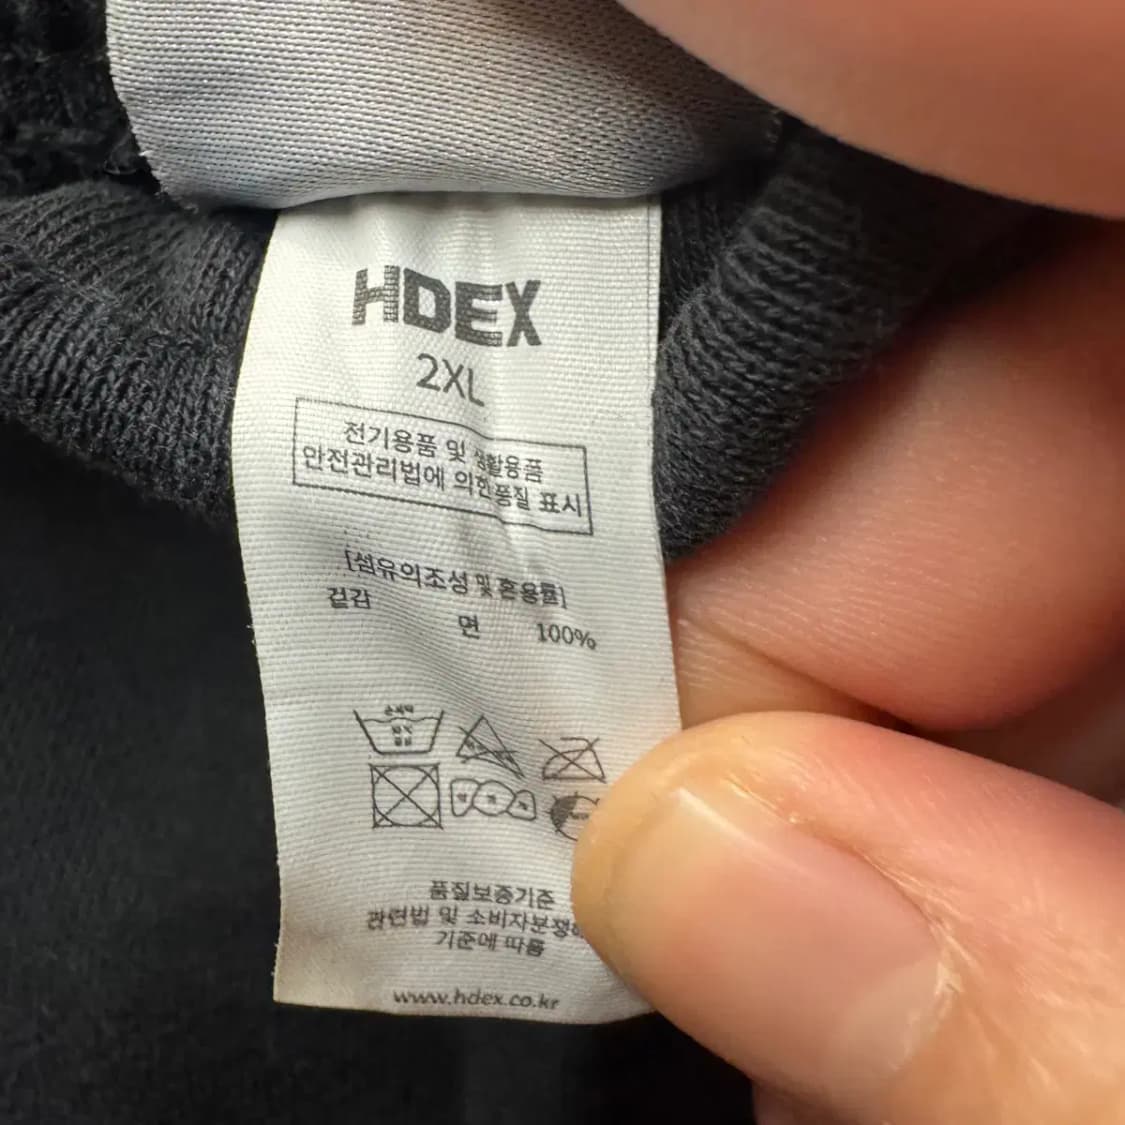 HDEX
2XL
전기용품 및 생활용품
안전관리법에 의한품질 표시
[섬유의조성 및 혼용률]
겉감
면 100%
품질보증기준
관련법 및 소비자분쟁해
기준에 따름
www.hdex.co.kr